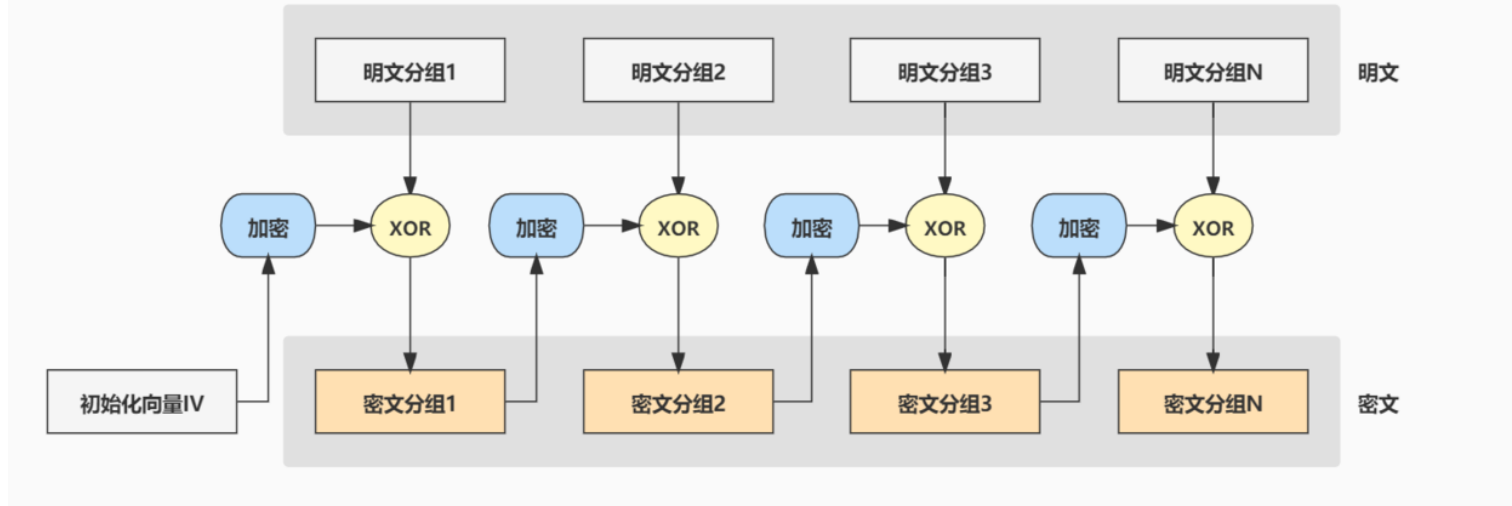 明文分组1
明文分组2
明文分组3
明文分组N
明文
加密
XOR
加密
XOR
加密
XOR
加密
XOR
初始化向量IV
密文分组1
密文分组2
密文分组3
密文分组N
密文